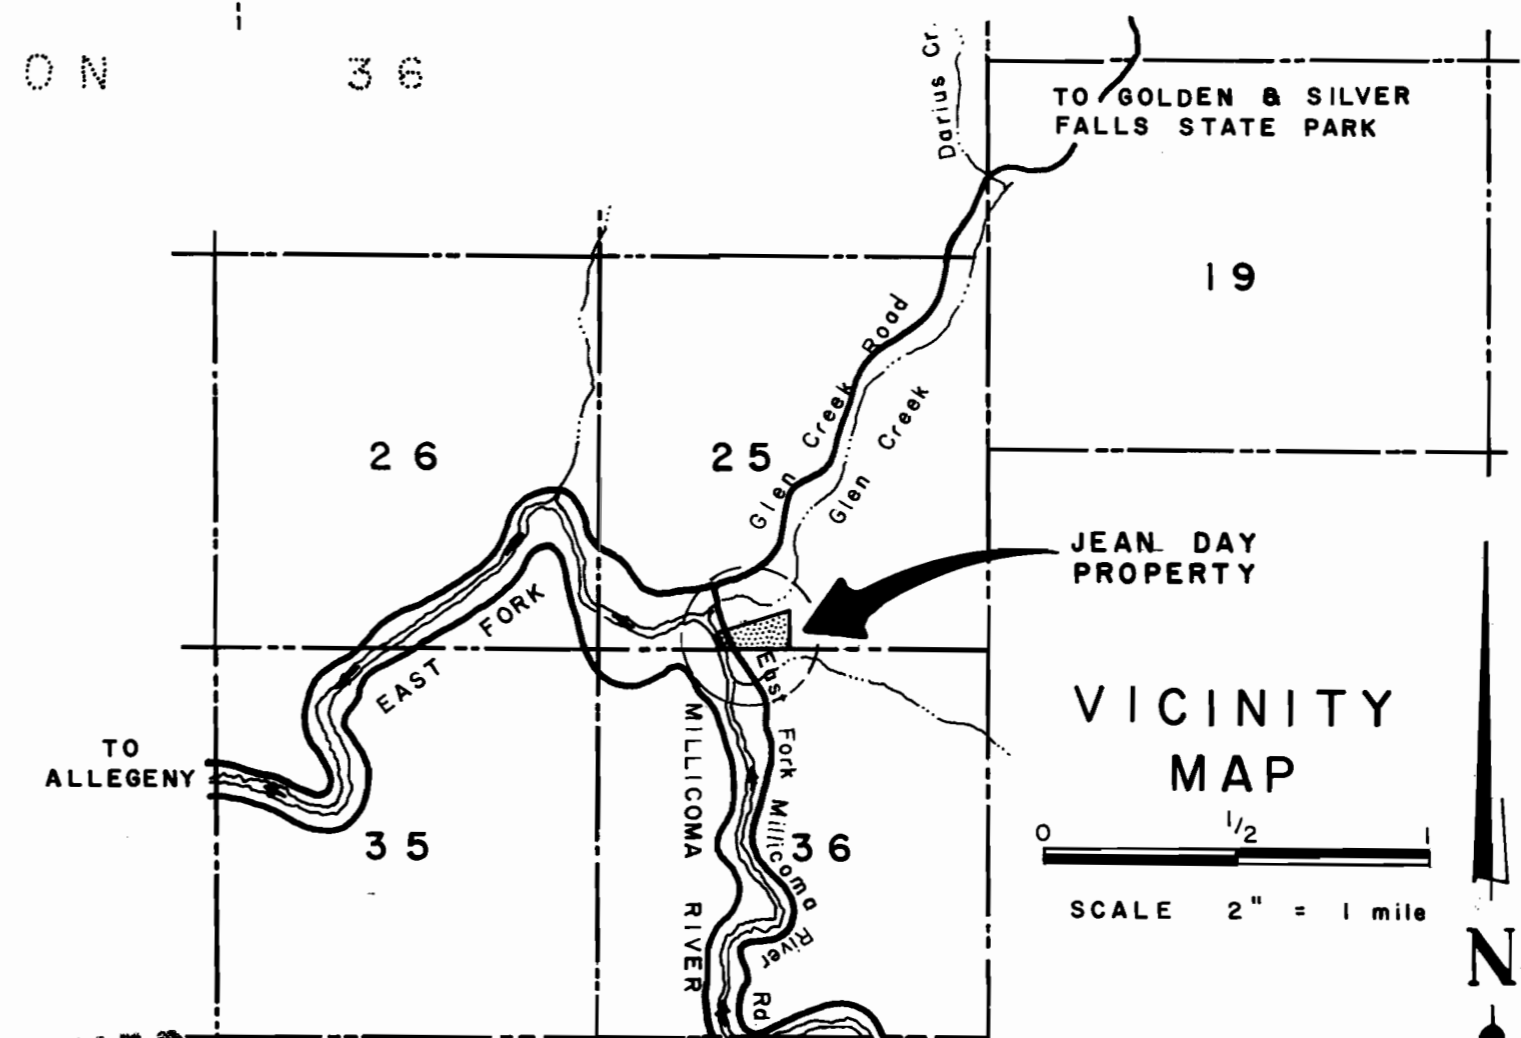 ON 36
Darius Cr.
TO GOLDEN & SILVER
FALLS STATE PARK
19
Glen Creek Road
Glen Creek
26
25
JEAN DAY
PROPERTY
EAST FORK
MILLICOMA RIVER
East Fork Millicoma River Rd.
TO
ALLEGENY
35
36
VICINITY
MAP
0 1/2 1
SCALE 2" = 1 mile
N